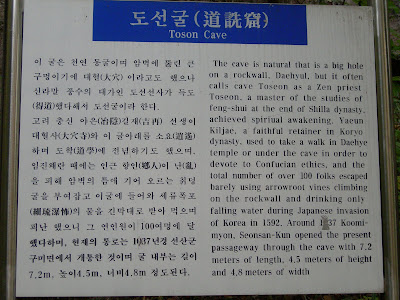 도선굴 (道詵窟)
Toson Cave
이 굴은 천연 동굴이며 암벽에 뚫린 큰
구멍이기에 대혈(大穴) 이라고도 했으나
신라말 풍수의 대가인 도선선사가 득도
(得道)했다해서 도선굴이라 한다.
고려 충신 야은(冶隱)길재(吉再) 선생이
대혈사(大穴寺)와 이 굴아래를 소요(逍遙)
하며 도학(道學)에 전념하기도 했으며,
임진왜란 때에는 인근 향인(鄕人)이 난(亂)
을 피해 암벽의 틈에 기어 오르는 칡덩
굴을 부여잡고 이굴에 들어와 세류폭포
의 물을 긴막대로 받아 먹으며
피난 했으니 그 연인원이 100여명에 달
했다하며, 현재의 통로는 1937년경 선산군
구미면에서 개통한 것이며 굴 내부는 깊이
7.2m, 높이4.5m, 너비4.8m 정도된다.
The cave is natural that is a big hole
on a rockwall, Daehyul, but it often
calls cave Toseon as a Zen priest
Toseon, a master of the studies of
feng-shui at the end of Shilla dynasty,
achieved spiriual awakening. Yaeun
Kiljae, a faithful retainer in Koryo
dynasty, used to take a walk in Daehye
temple or under the cave in order to
devote to Confucian ethics, and the
total number of over 100 folks escaped
barely using arrowroot vines climbing
on the rockwall and drinking only
falling water during Japanese invasion
of Korea in 1592. Around 1937 Koomi-
myon, Seonsan-Kun opened the present
passageway through the cave with 7.2
meters of length, 4.5 meters of height
and 4.8 meters of width